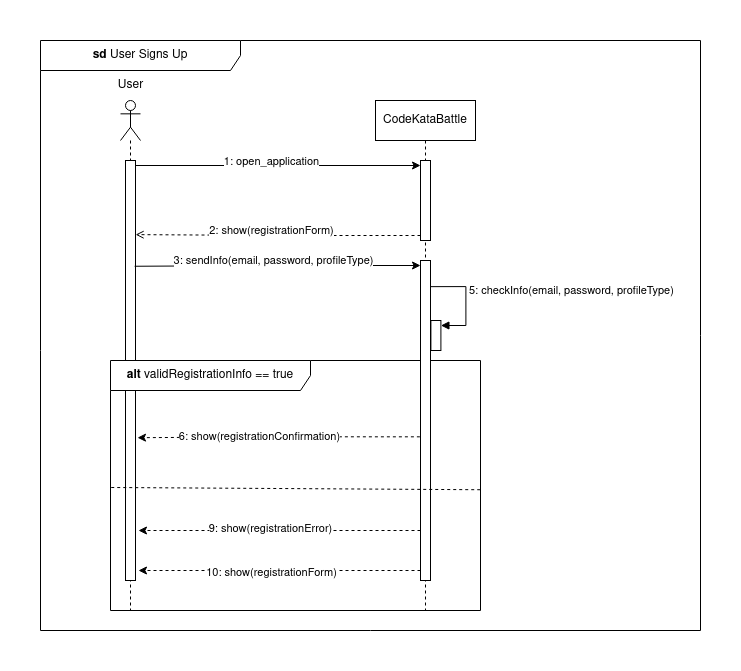 sd User Signs Up
User
CodeKataBattle
1: open_application
2: show(registrationForm)
3: sendInfo(email, password, profileType)
5: checkInfo(email, password, profileType)
alt validRegistrationInfo == true
6: show(registrationConfirmation)
9: show(registrationError)
10: show(registrationForm)